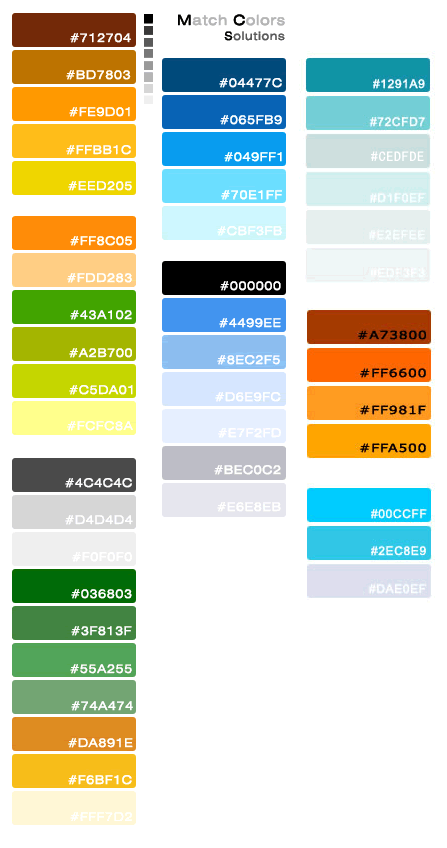 Match Colors
Solutions
#712704
#BD7803
#FE9D01
#FFBB1C
#EED205
#FF8C05
#FDD283
#43A102
#A2B700
#C5DA01
#FCFC8A
#4C4C4C
#D4D4D4
#F0F0F0
#036803
#3F813F
#55A255
#74A474
#DA891E
#F6BF1C
#FFF7D2
#04477C
#065FB9
#049FF1
#70E1FF
#CBF3FB
#000000
#4499EE
#8EC2F5
#D6E9FC
#E7F2FD
#BEC0C2
#E6E8EB
#1291A9
#72CFD7
#CEDFDE
#D1F0EF
#E2EFEE
#EDF3F3
#A73800
#FF6600
#FF981F
#FFA500
#00CCFF
#2EC8E9
#DAE0EF